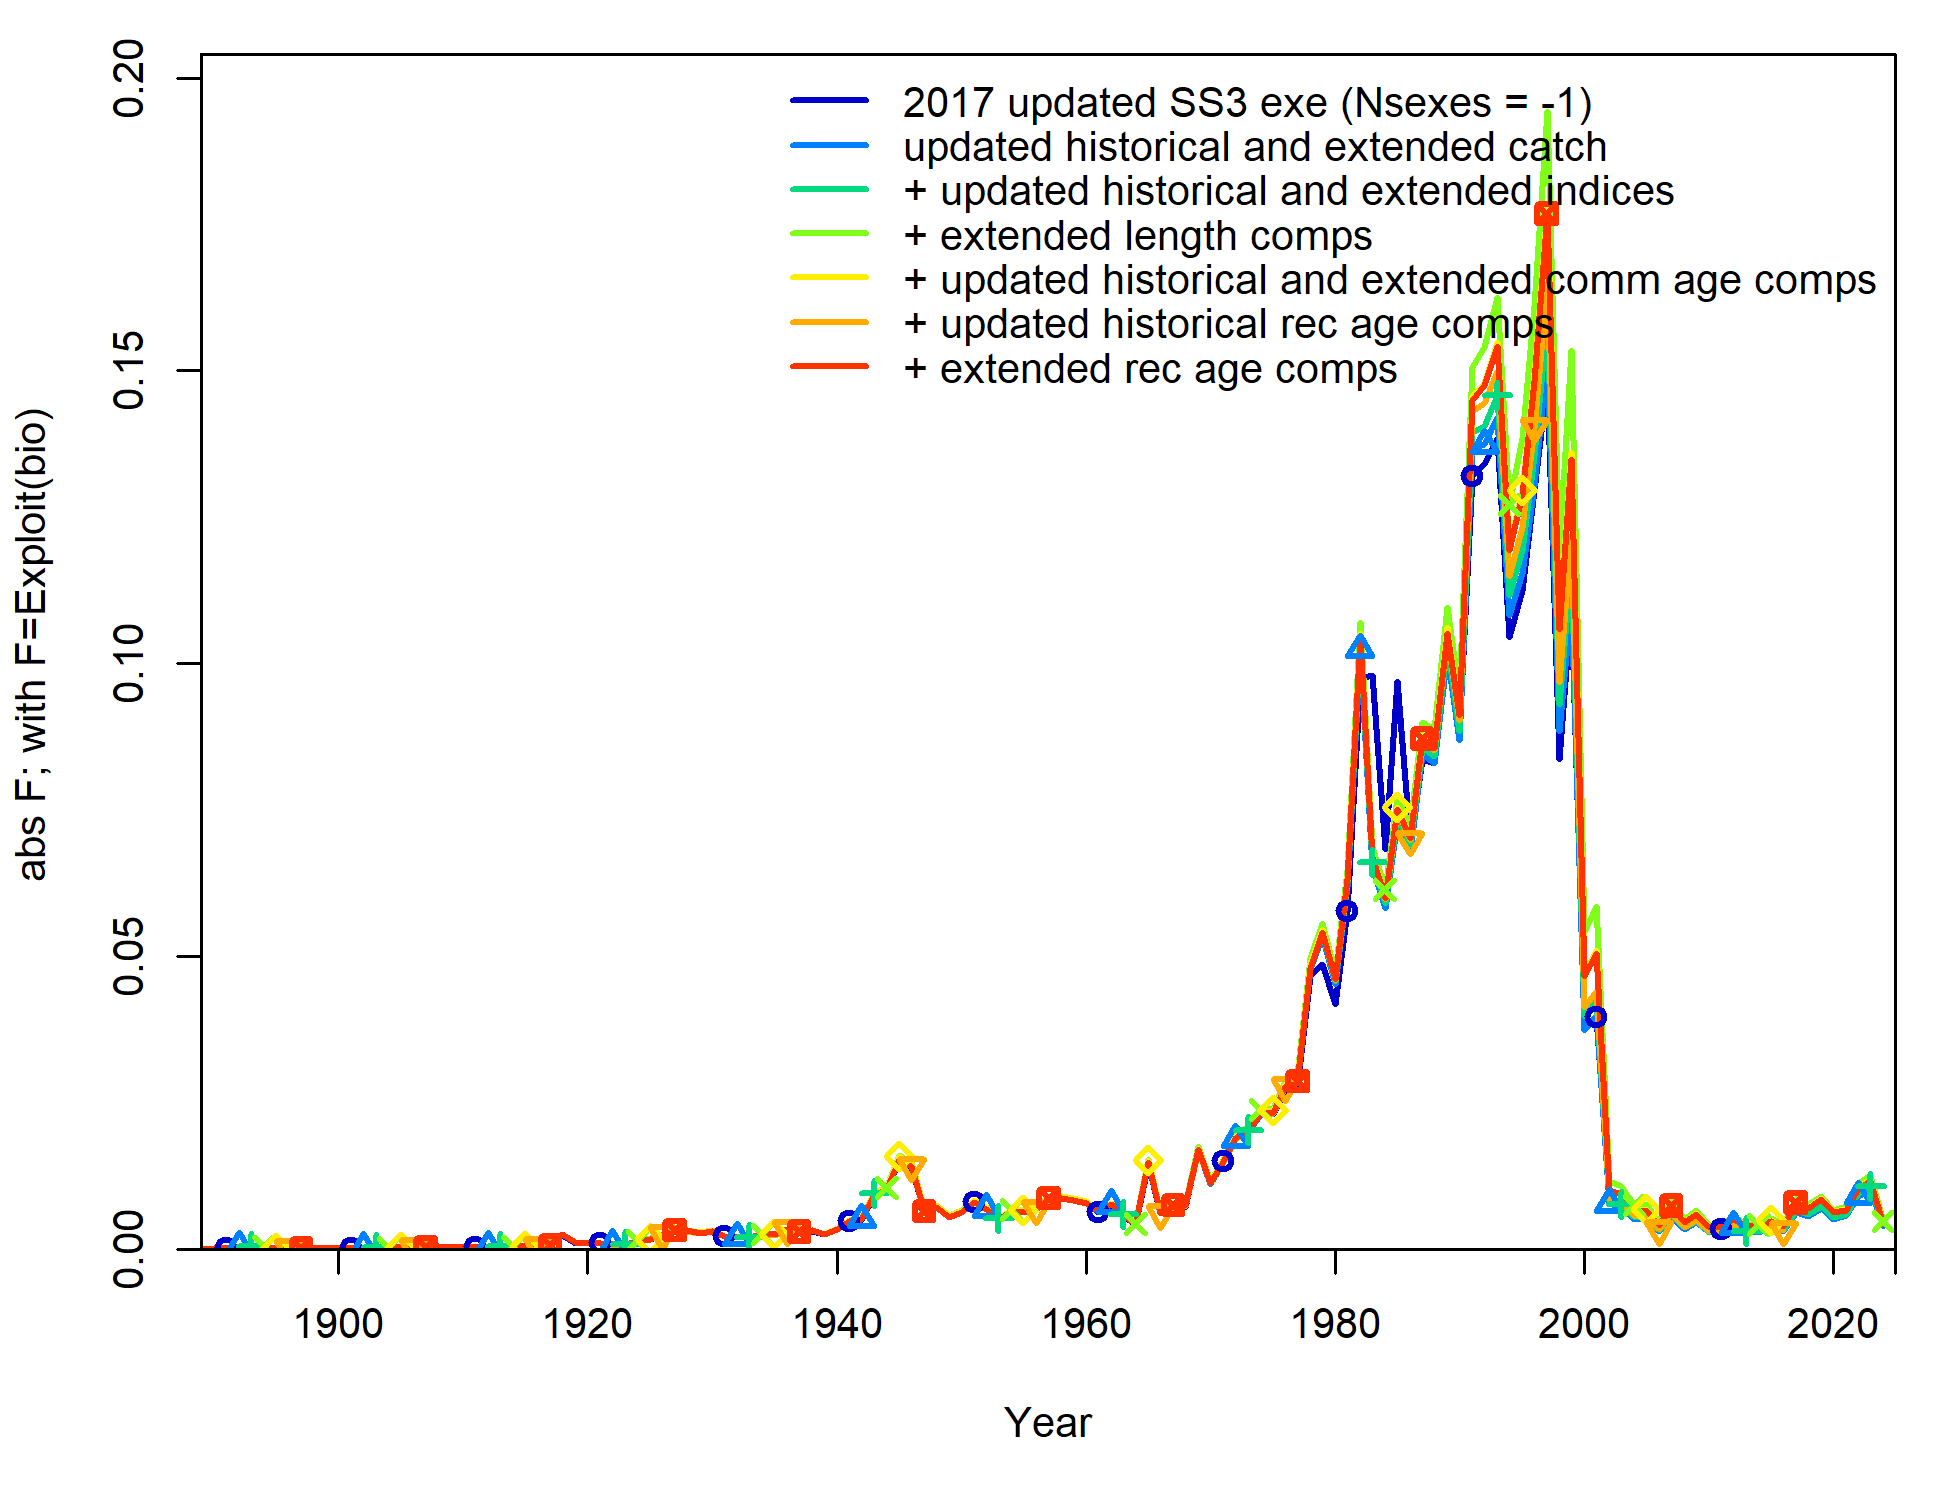 2017 updated SS3 exe (Nsexes = -1)
updated historical and extended catch
+ updated historical and extended indices
+ extended length comps
+ updated historical and extended comm age comps
+ updated historical rec age comps
+ extended rec age comps
abs F; with F=Exploit(bio)
0.20
0.15
0.10
0.05
0.00
1900 1920 1940 1960 1980 2000 2020
Year